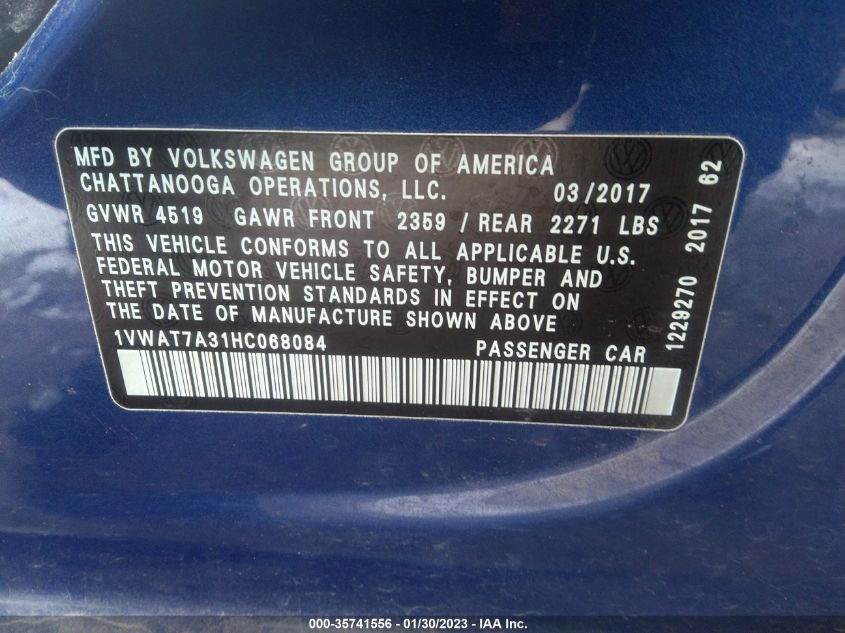 MFD BY VOLKSWAGEN GROUP OF AMERICA
CHATTANOOGA OPERATIONS, LLC. 03/2017
GVWR 4519 GAWR FRONT 2359 / REAR 2271 LBS
THIS VEHICLE CONFORMS TO ALL APPLICABLE U.S.
FEDERAL MOTOR VEHICLE SAFETY, BUMPER AND
THEFT PREVENTION STANDARDS IN EFFECT ON
THE DATE OF MANUFACTURE SHOWN ABOVE
1VWAT7A31HC068084 PASSENGER CAR
1229270 2017 62
000-35741556 - 01/30/2023 - IAA Inc.